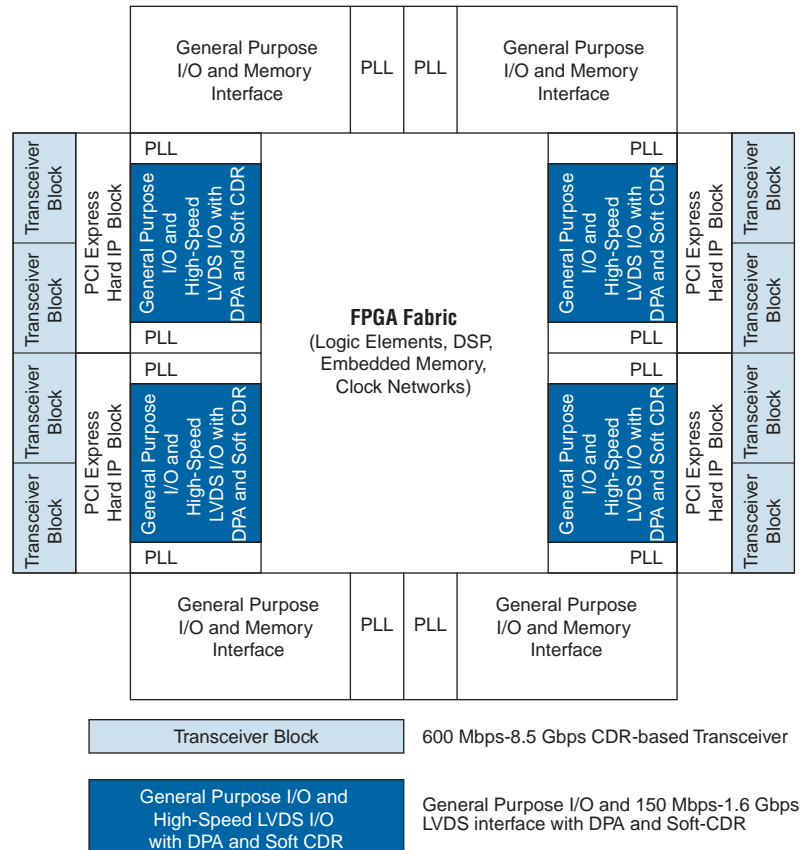 General Purpose
I/O and Memory
Interface
PLL
PLL
General Purpose
I/O and Memory
Interface
Transceiver
Block
Transceiver
Block
PCI Express
Hard IP Block
PLL
General Purpose
I/O and
High-Speed
LVDS I/O with
DPA and Soft CDR
PLL
PLL
General Purpose
I/O and
High-Speed
LVDS I/O with
DPA and Soft CDR
PCI Express
Hard IP Block
Transceiver
Block
Transceiver
Block
FPGA Fabric
(Logic Elements, DSP,
Embedded Memory,
Clock Networks)
Transceiver
Block
Transceiver
Block
PCI Express
Hard IP Block
PLL
General Purpose
I/O and
High-Speed
LVDS I/O with
DPA and Soft CDR
PLL
PLL
General Purpose
I/O and
High-Speed
LVDS I/O with
DPA and Soft CDR
PLL
PCI Express
Hard IP Block
Transceiver
Block
Transceiver
Block
PLL
General Purpose
I/O and Memory
Interface
PLL
PLL
General Purpose
I/O and Memory
Interface
Transceiver Block
600 Mbps-8.5 Gbps CDR-based Transceiver
General Purpose I/O and
High-Speed LVDS I/O
with DPA and Soft CDR
General Purpose I/O and 150 Mbps-1.6 Gbps
LVDS interface with DPA and Soft-CDR